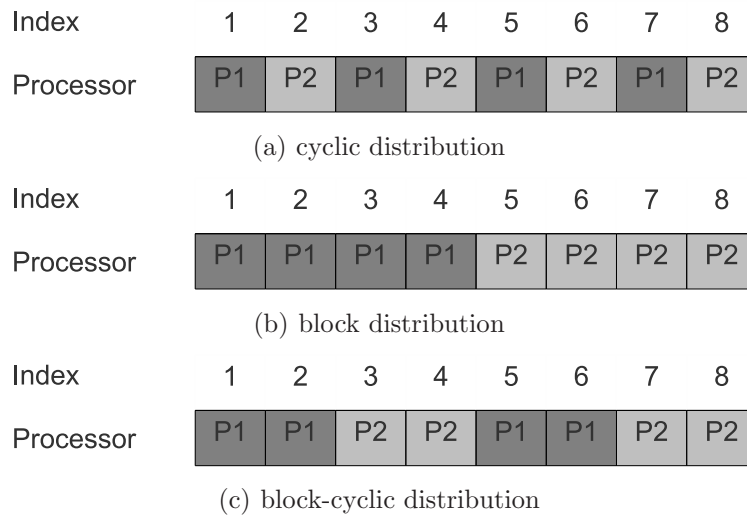 Index 1 2 3 4 5 6 7 8
Processor P1 P2 P1 P2 P1 P2 P1 P2
(a) cyclic distribution
Index 1 2 3 4 5 6 7 8
Processor P1 P1 P1 P1 P2 P2 P2 P2
(b) block distribution
Index 1 2 3 4 5 6 7 8
Processor P1 P1 P2 P2 P1 P1 P2 P2
(c) block-cyclic distribution